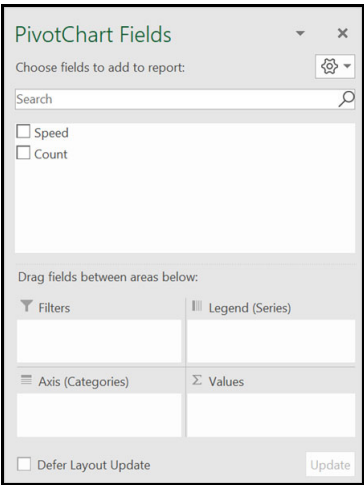 PivotChart Fields
Choose fields to add to report:
Search
Speed
Count
Drag fields between areas below:
Filters
Legend (Series)
Axis (Categories)
Σ Values
Defer Layout Update
Update